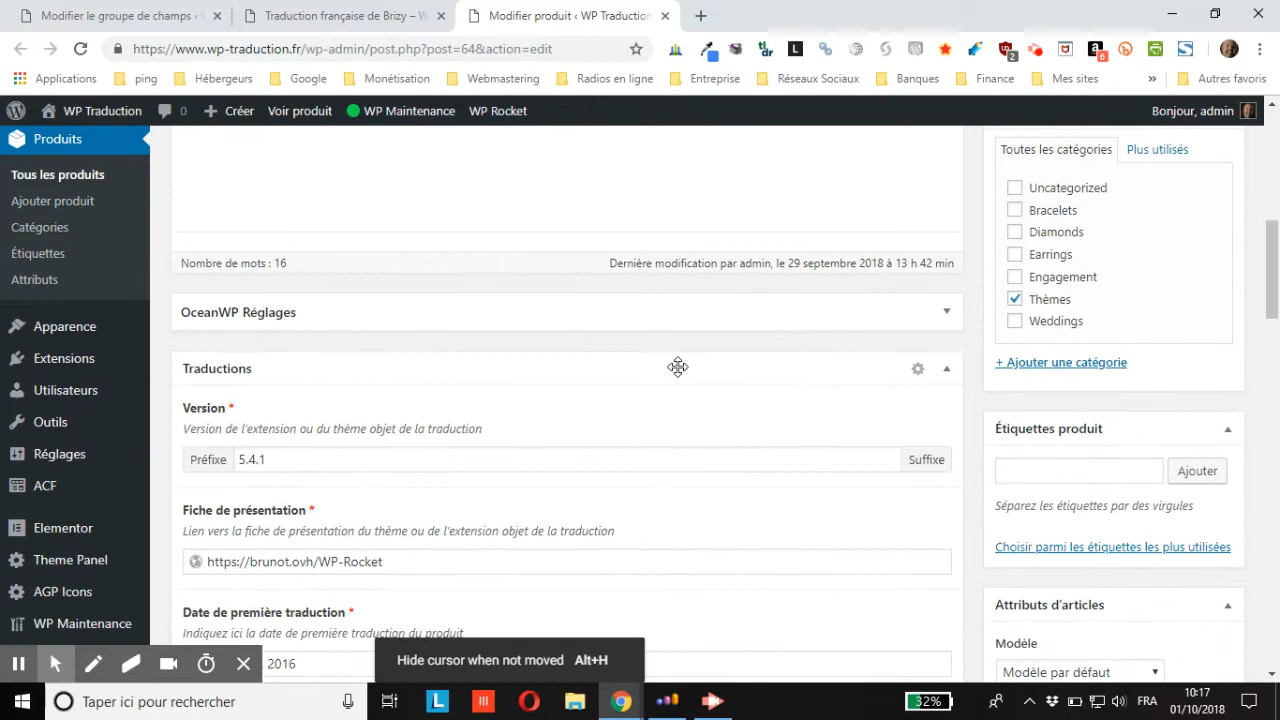 Modifier le groupe de champs ‹ W
Traduction française de Brizy – W
Modifier produit ‹ WP Traduction
https://www.wp-traduction.fr/wp-admin/post.php?post=64&action=edit
Applications
ping
Hébergeurs
Google
Monétisation
Webmastering
Radios en ligne
Entreprise
Réseaux Sociaux
Banques
Finance
Mes sites
»
Autres favoris
WP Traduction
0
Créer
Voir produit
WP Maintenance
WP Rocket
Bonjour, admin
Produits
Tous les produits
Ajouter produit
Catégories
Étiquettes
Attributs
Apparence
Extensions
Utilisateurs
Outils
Réglages
ACF
Elementor
Theme Panel
AGP Icons
WP Maintenance
Nombre de mots : 16
Dernière modification par admin, le 29 septembre 2018 à 13 h 42 min
OceanWP Réglages
Traductions
Version *
Version de l'extension ou du thème objet de la traduction
Préfixe
5.4.1
Suffixe
Fiche de présentation *
Lien vers la fiche de présentation du thème ou de l'extension objet de la traduction
https://brunot.ovh/WP-Rocket
Date de première traduction *
Indiquez ici la date de première traduction du produit
2016
Toutes les catégories
Plus utilisés
Uncategorized
Bracelets
Diamonds
Earrings
Engagement
Thèmes
Weddings
+ Ajouter une catégorie
Étiquettes produit
Ajouter
Séparez les étiquettes par des virgules
Choisir parmi les étiquettes les plus utilisées
Attributs d'articles
Modèle
Modèle par défaut
Hide cursor when not moved Alt+H
Taper ici pour rechercher
32%
FRA
10:17
01/10/2018